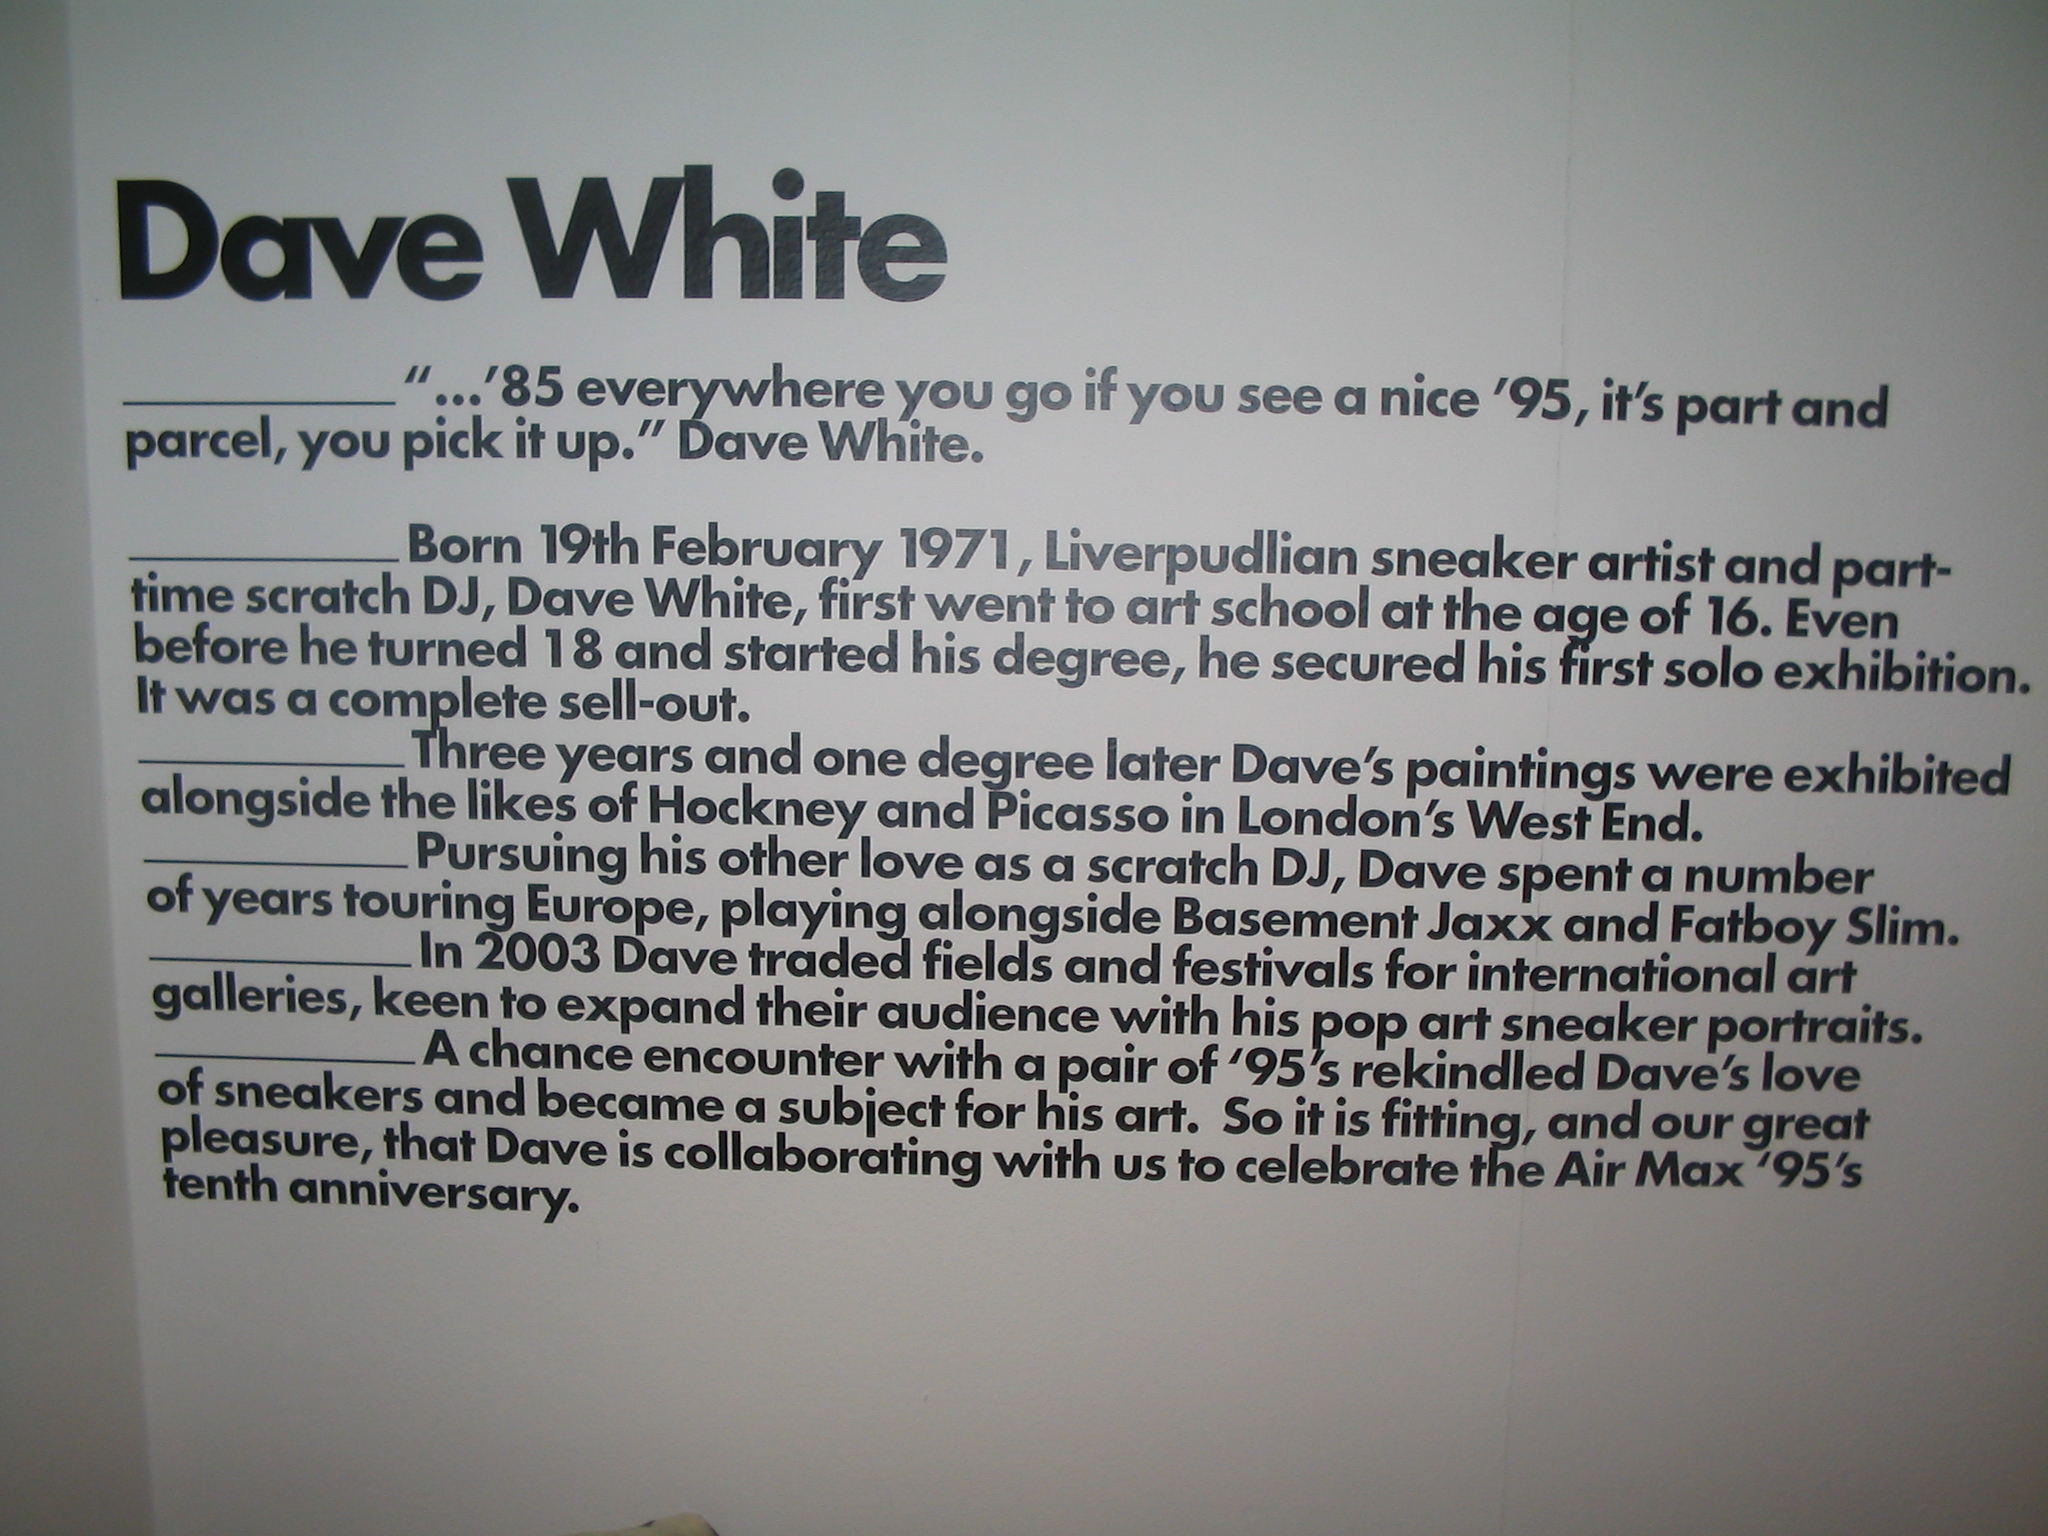 Dave White
"...'85 everywhere you go if you see a nice '95, it's part and
parcel, you pick it up." Dave White.
Born 19th February 1971, Liverpudlian sneaker artist and part-
time scratch DJ, Dave White, first went to art school at the age of 16. Even
before he turned 18 and started his degree, he secured his first solo exhibition.
It was a complete sell-out.
Three years and one degree later Dave's paintings were exhibited
alongside the likes of Hockney and Picasso in London's West End.
Pursuing his other love as a scratch DJ, Dave spent a number
of years touring Europe, playing alongside Basement Jaxx and Fatboy Slim.
In 2003 Dave traded fields and festivals for international art
galleries, keen to expand their audience with his pop art sneaker portraits.
A chance encounter with a pair of '95's rekindled Dave's love
of sneakers and became a subject for his art. So it is fitting, and our great
pleasure, that Dave is collaborating with us to celebrate the Air Max '95's
tenth anniversary.